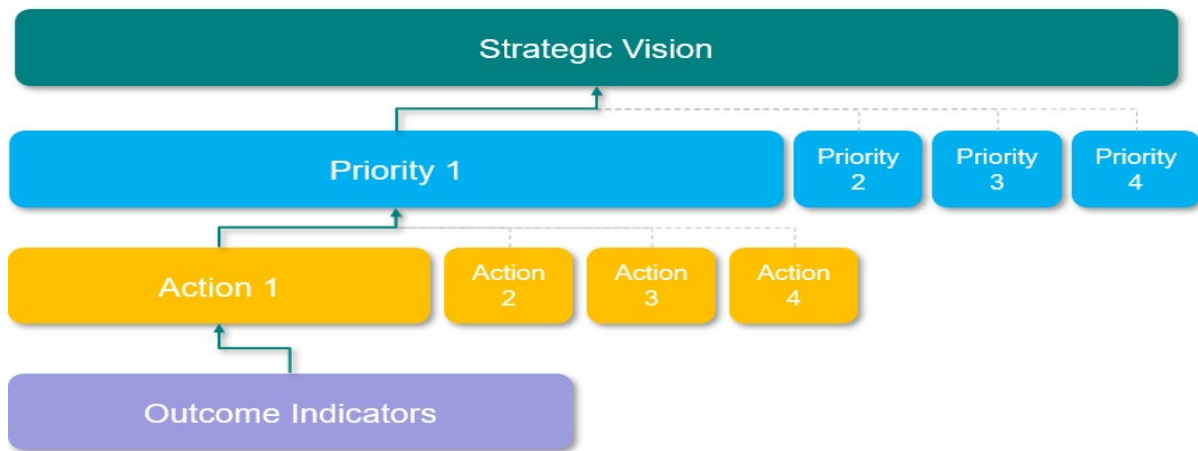 Strategic Vision
Priority 1
Priority
2
Priority
3
Priority
4
Action 1
Action
2
Action
3
Action
4
Outcome Indicators